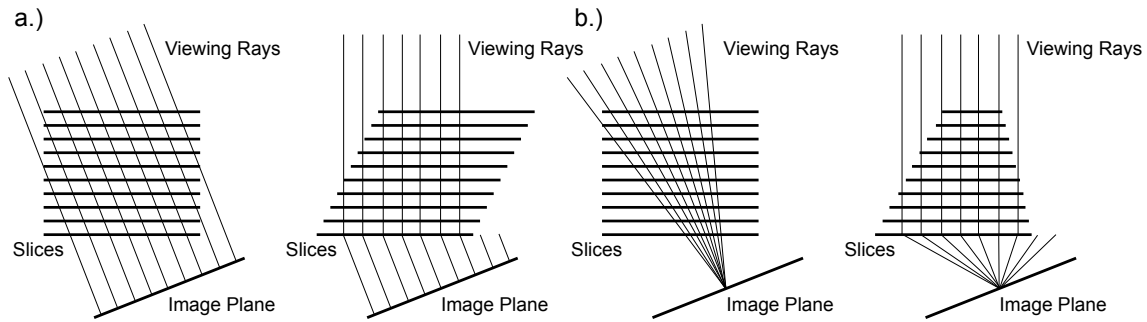 a.)
Viewing Rays
Slices
Image Plane
Viewing Rays
Slices
Image Plane
b.)
Viewing Rays
Slices
Image Plane
Viewing Rays
Slices
Image Plane